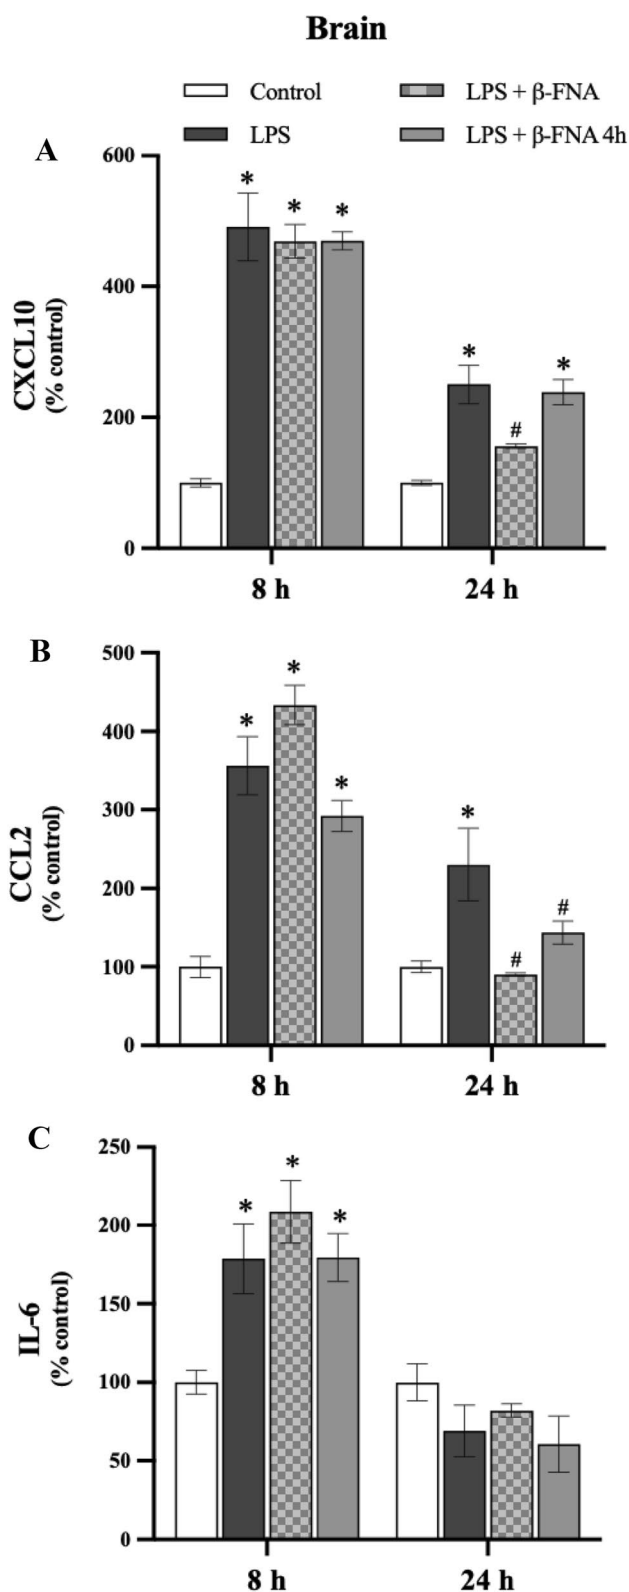 Brain
Control
LPS + β-FNA
LPS
LPS + β-FNA 4h
A
600
400
200
0
CXCL10
(% control)
* * *
* # *
8 h
24 h
B
500
400
300
200
100
0
CCL2
(% control)
* * *
* # #
8 h
24 h
C
250
200
150
100
50
0
IL-6
(% control)
* * *
8 h
24 h